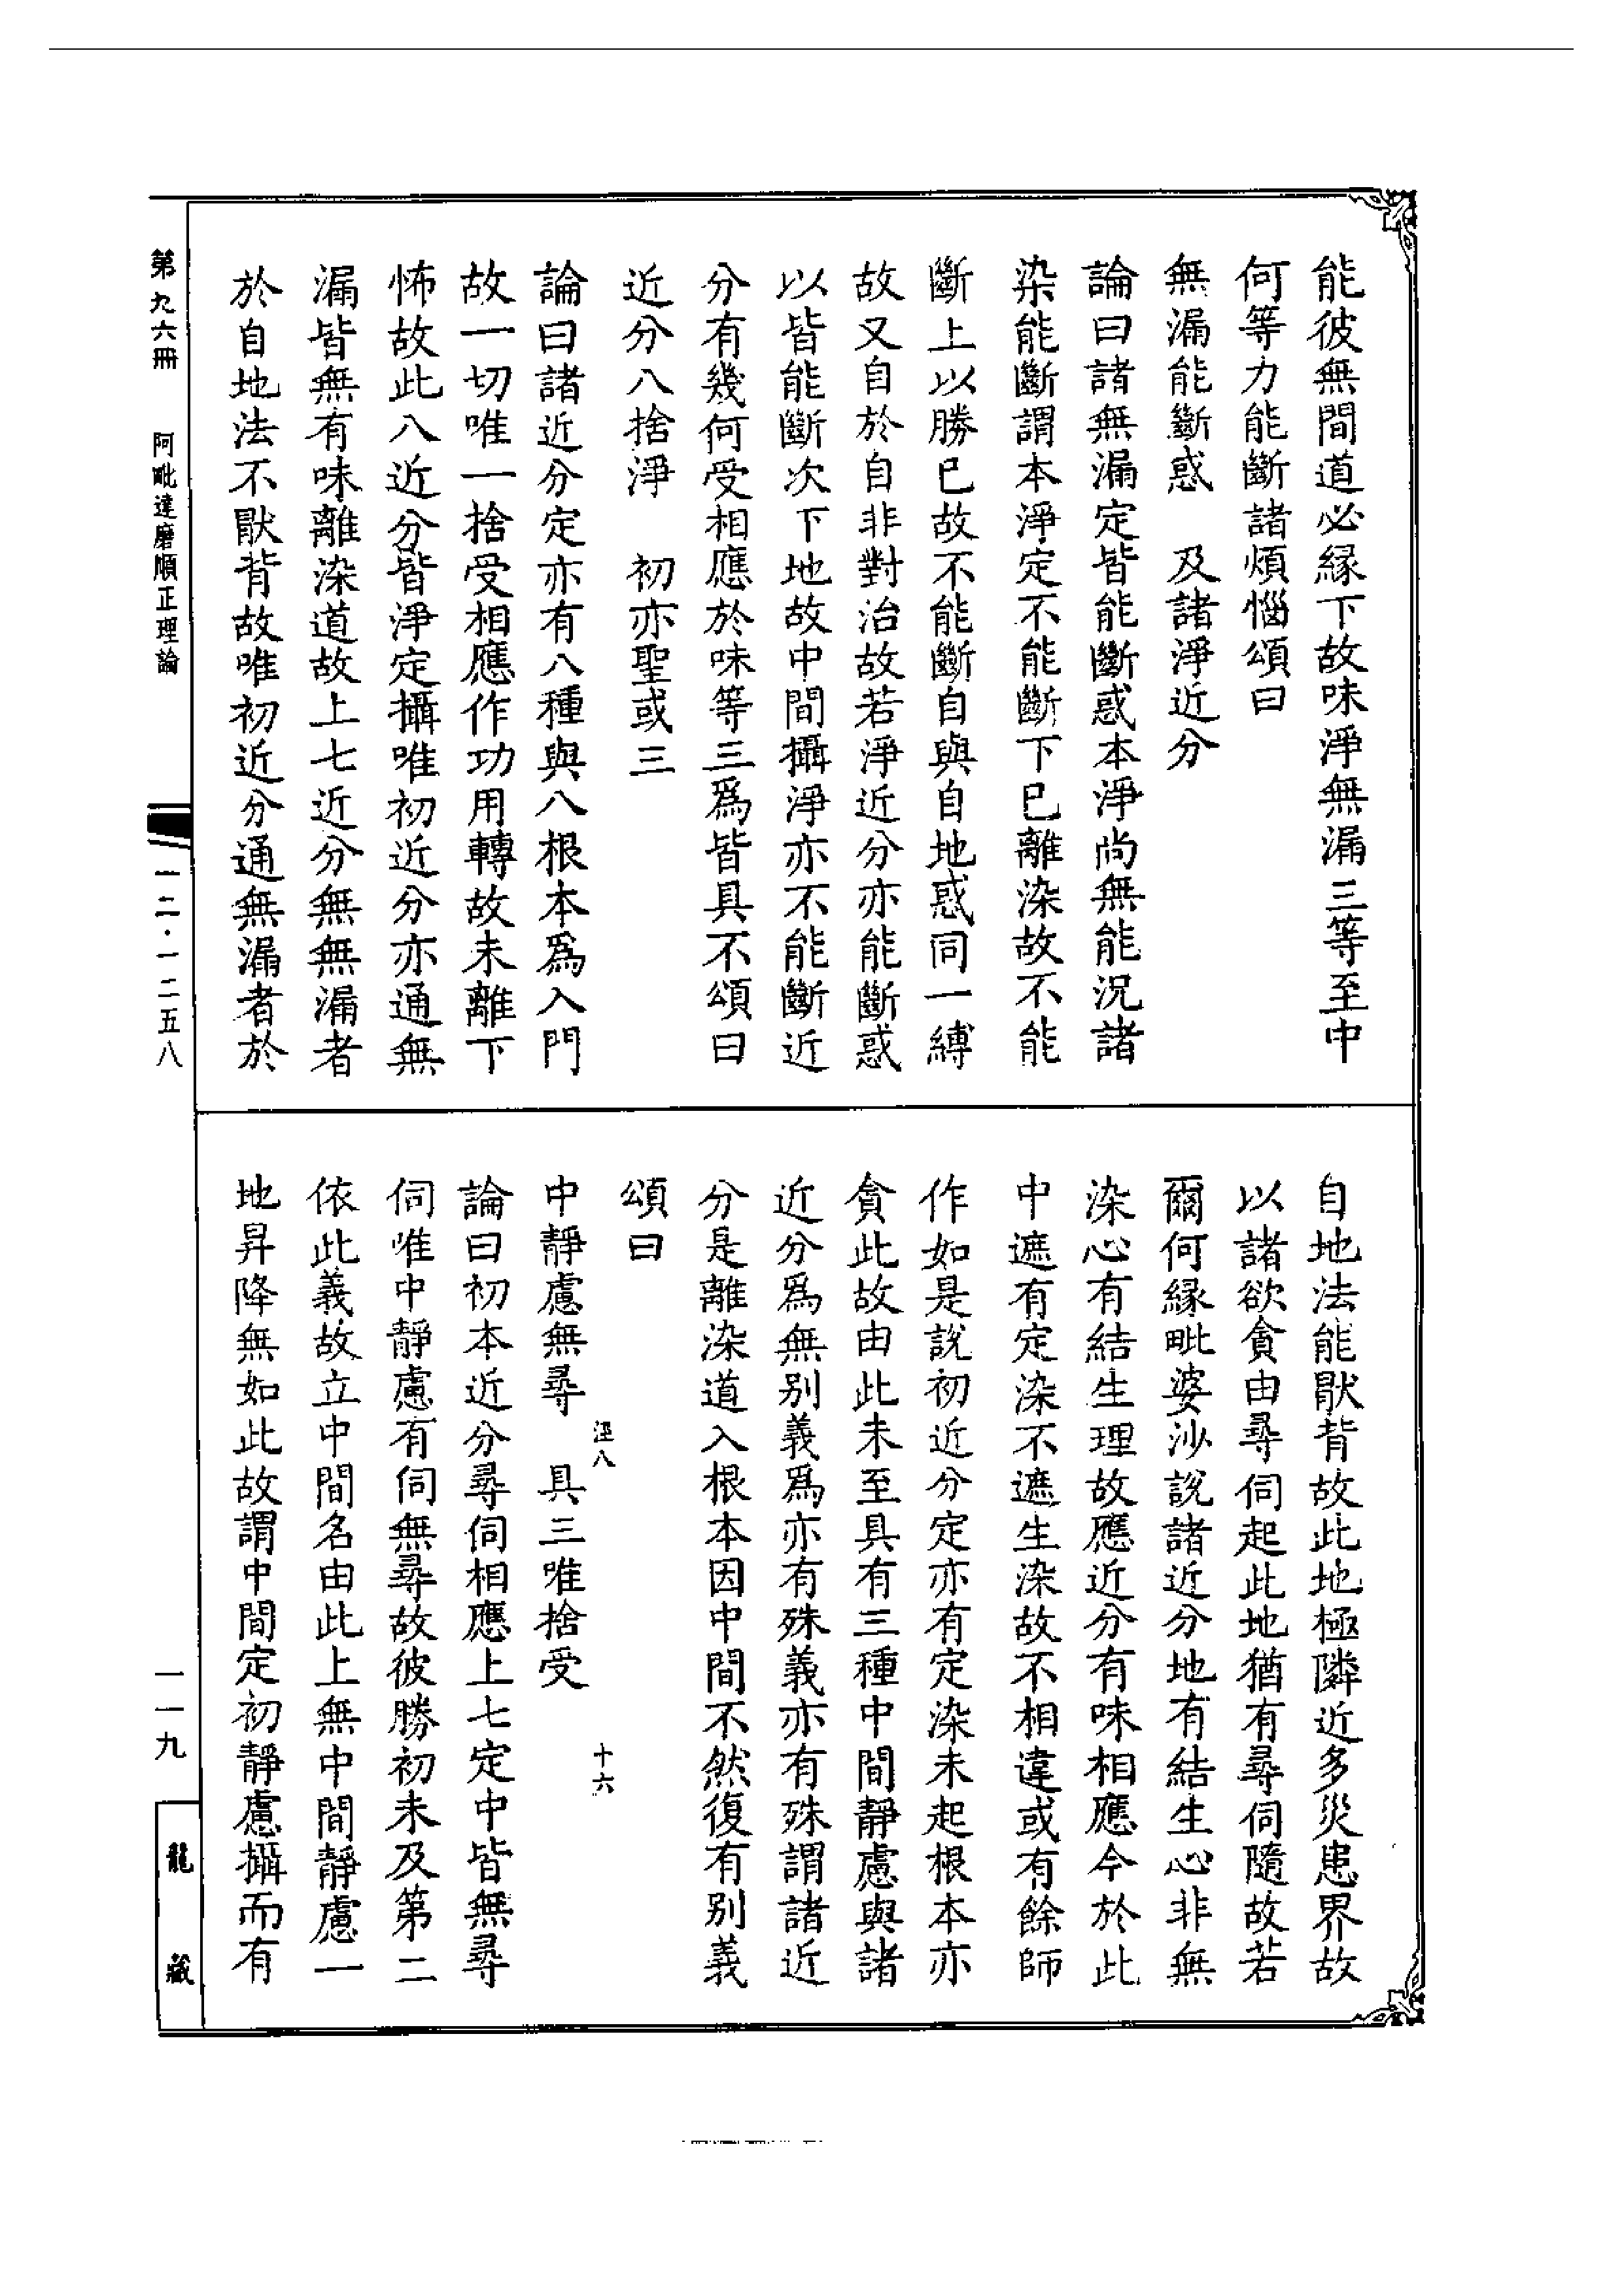 能彼無間道必縁下故味淨無漏三等至中
何等力能斷諸煩惱頌曰
無漏能斷惑　及諸淨近分
論曰諸無漏定皆能斷惑本淨尚無能況諸
染能斷謂本淨定不能斷下已離染故不能
斷上以勝已故不能斷自與自地惑同一縛
故又自於自非對治故若淨近分亦能斷惑
以皆能斷次下地故中間攝淨亦不能斷近
分有幾何受相應於味等三爲皆具不頌曰
近分八捨淨　初亦聖或三
論曰諸近分定亦有八種與八根本爲入門
故一切唯一捨受相應作功用轉故未離下
怖故此八近分皆淨定攝唯初近分亦通無
漏皆無有味離染道故上七近分無無漏者
於自地法不猒背故唯初近分通無漏者於
自地法能猒背故此地極隣近多災患界故
以諸欲貪由尋伺起此地猶有尋伺隨故若
爾何縁毗婆沙說諸近分地有結生心非無
染心有結生理故應近分有味相應今於此
中遮有定染不遮生染故不相違或有餘師
作如是說初近分定亦有定染未起根本亦
貪此故由此未至具有三種中間靜慮與諸
近分爲無別義爲亦有殊義亦有殊謂諸近
分是離染道入根本因中間不然復有別義
頌曰
中靜慮無尋　具三唯捨受
論曰初本近分尋伺相應上七定中皆無尋
伺唯中靜慮有伺無尋故彼勝初未及第二
依此義故立中間名由此上無中間靜慮一
地昇降無如此故謂中間定初靜慮攝而有
涇八　十六
第九六冊　阿毗達磨順正理論
一二·一二五八
一一九
龍藏